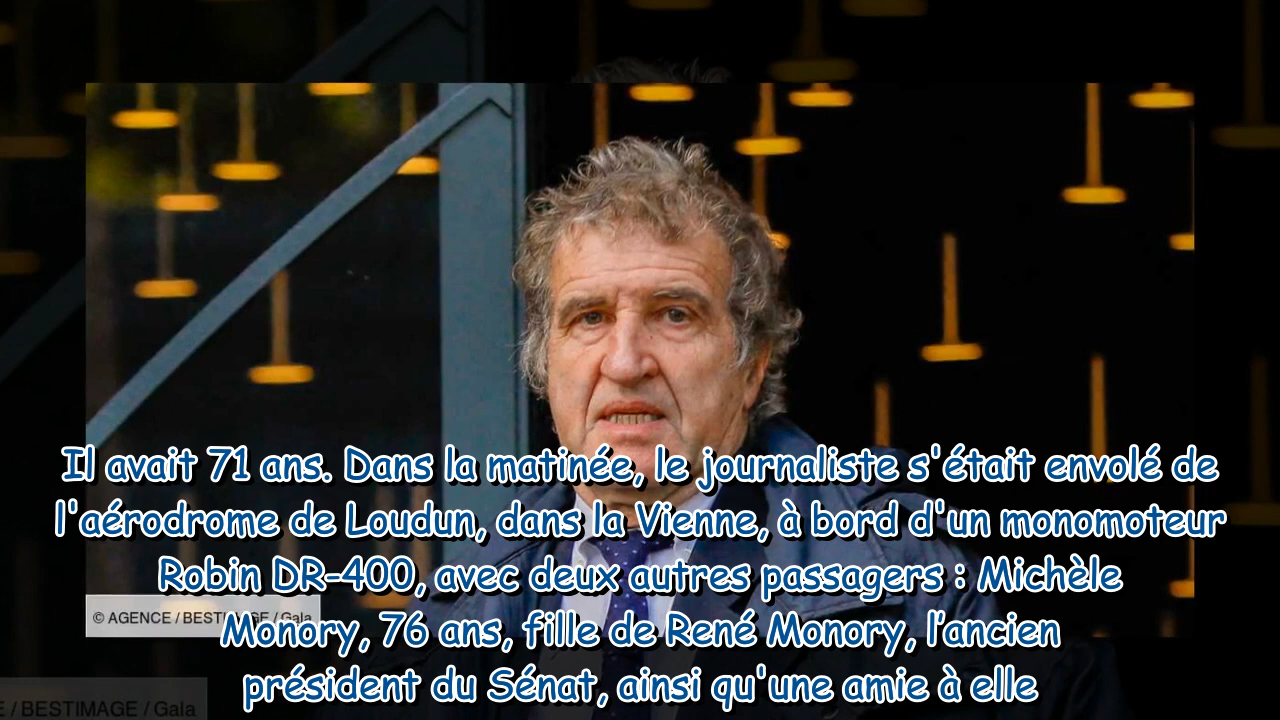 Il avait 71 ans. Dans la matinée, le journaliste s'était envolé de
l'aérodrome de Loudun, dans la Vienne, à bord d'un monomoteur
Robin DR-400, avec deux autres passagers : Michèle
© AGENCE / BESTIMAGE / Gala
Monory, 76 ans, fille de René Monory, l’ancien
président du Sénat, ainsi qu'une amie à elle
E / BESTIMAGE / Gala